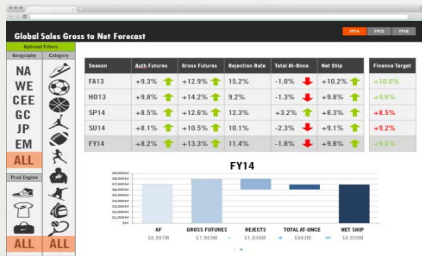 Global Sales Gross to Net Forecast
FY14 FY15 FY16
Optional Filters
Geography Category
NA
WE
CEE
GC
JP
EM
ALL
Prod Engine
ALL ALL
Season Auth Futures Gross Futures Rejection Rate Total At-Once Net Ship Finance Target
FA13 +9.3% +12.9% 15.2% -1.0% +10.2% +10.0%
HO13 +9.8% +14.2% 9.2% -1.3% +9.8% +9.6%
SP14 +8.5% +12.6% 12.3% +3.2% +8.3% +8.5%
SU14 +8.1% +10.5% 10.1% -2.3% +9.1% +9.2%
FY14 +8.2% +13.3% 11.4% -1.8% +9.8%
FY14
AF GROSS FUTURES REJECTS TOTAL AT-ONCE NET SHIP